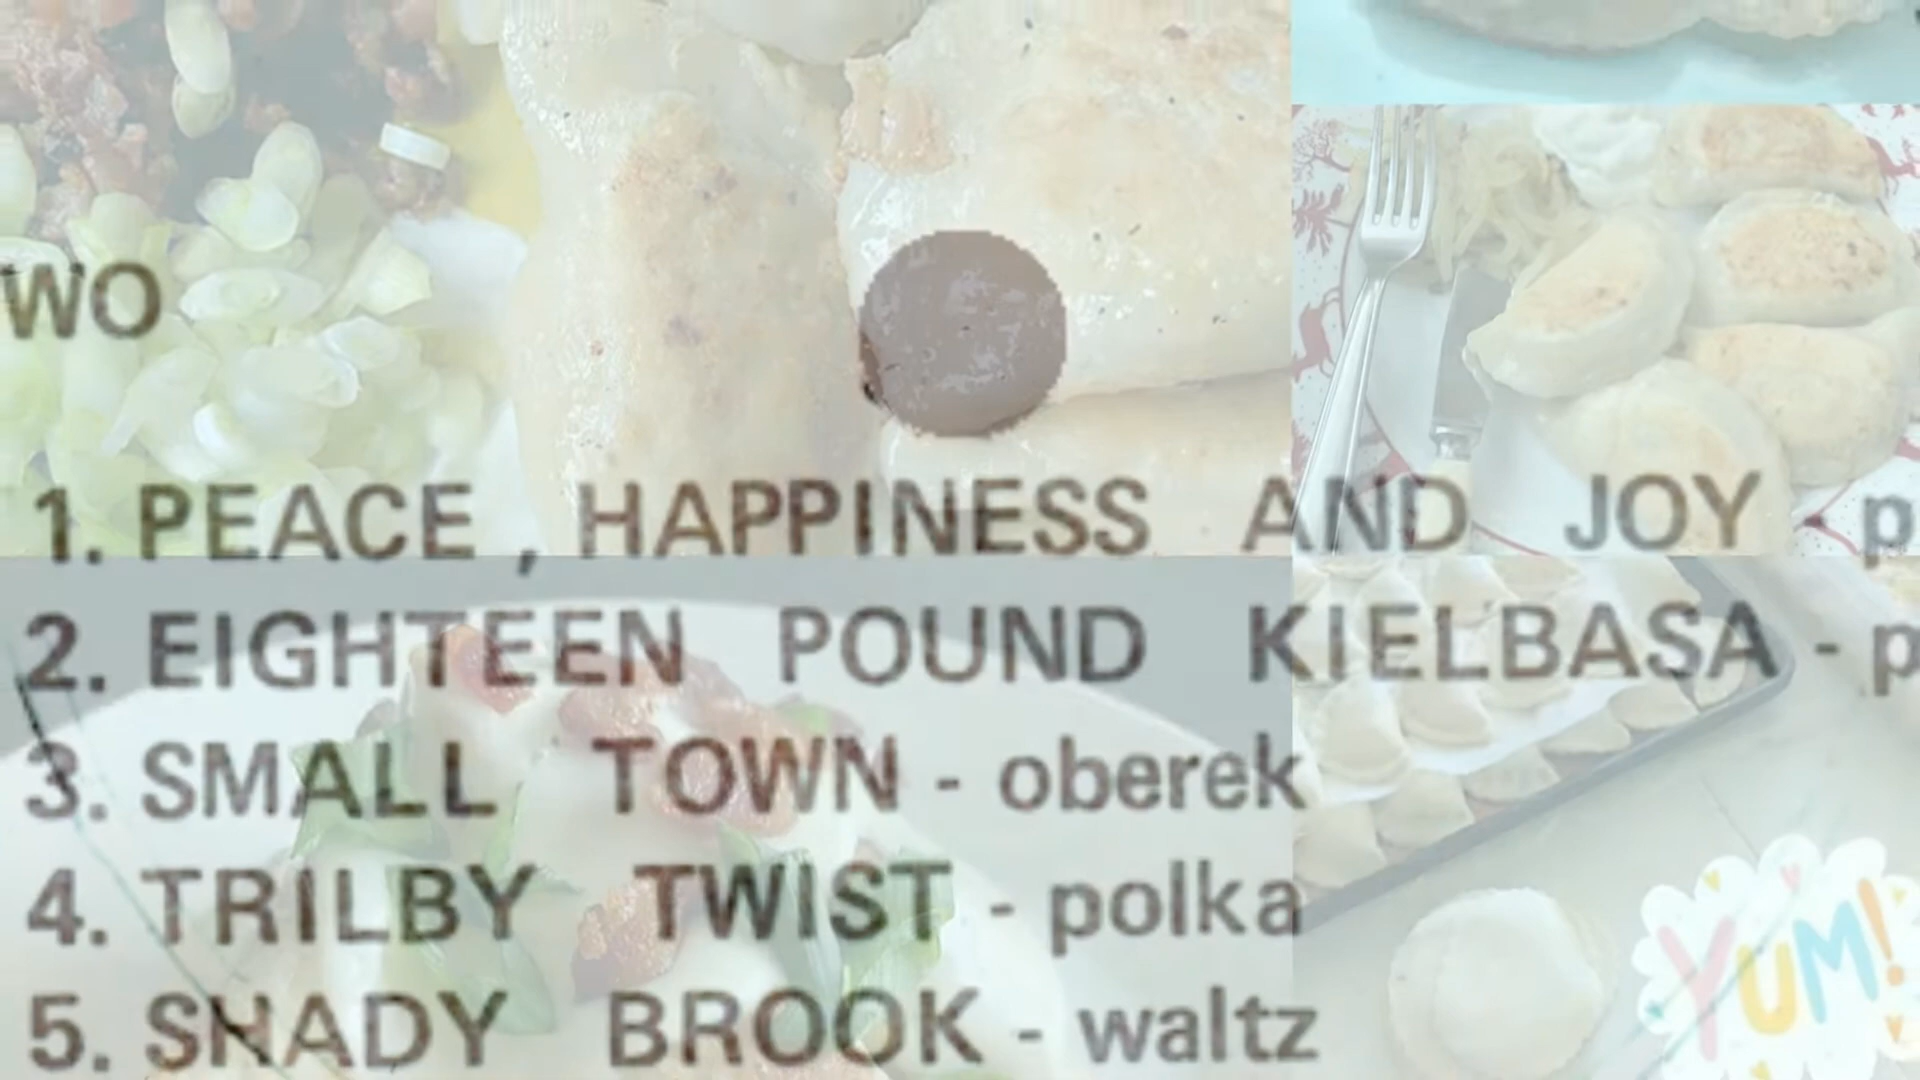 WO
1. PEACE , HAPPINESS AND JOY p
2. EIGHTEEN POUND KIELBASA - p
3. SMALL TOWN - oberek
4. TRILBY TWIST - polka
5. SHADY BROOK - waltz
YUM!